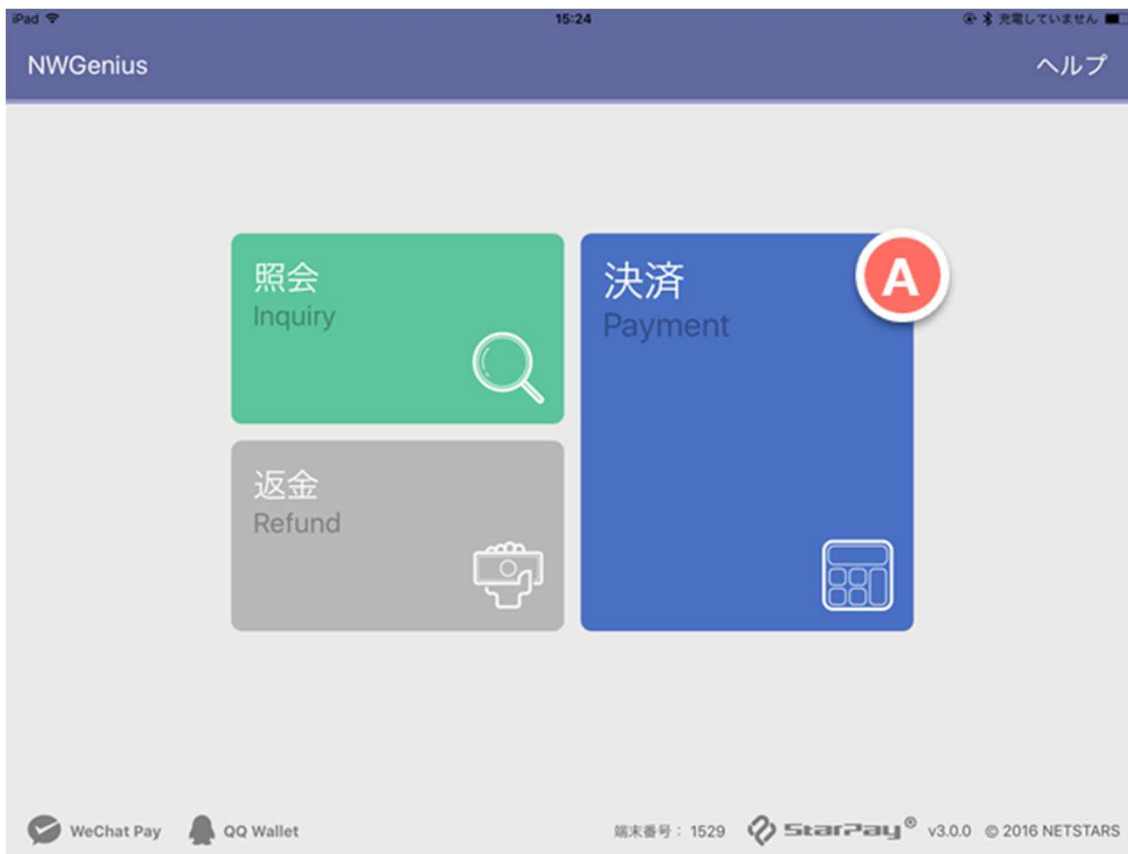 iPad 15:24 充電していません
NWGenius ヘルプ
照会
Inquiry
決済
Payment
A
返金
Refund
WeChat Pay QQ Wallet 端末番号： 1529 StarPay® v3.0.0 © 2016 NETSTARS